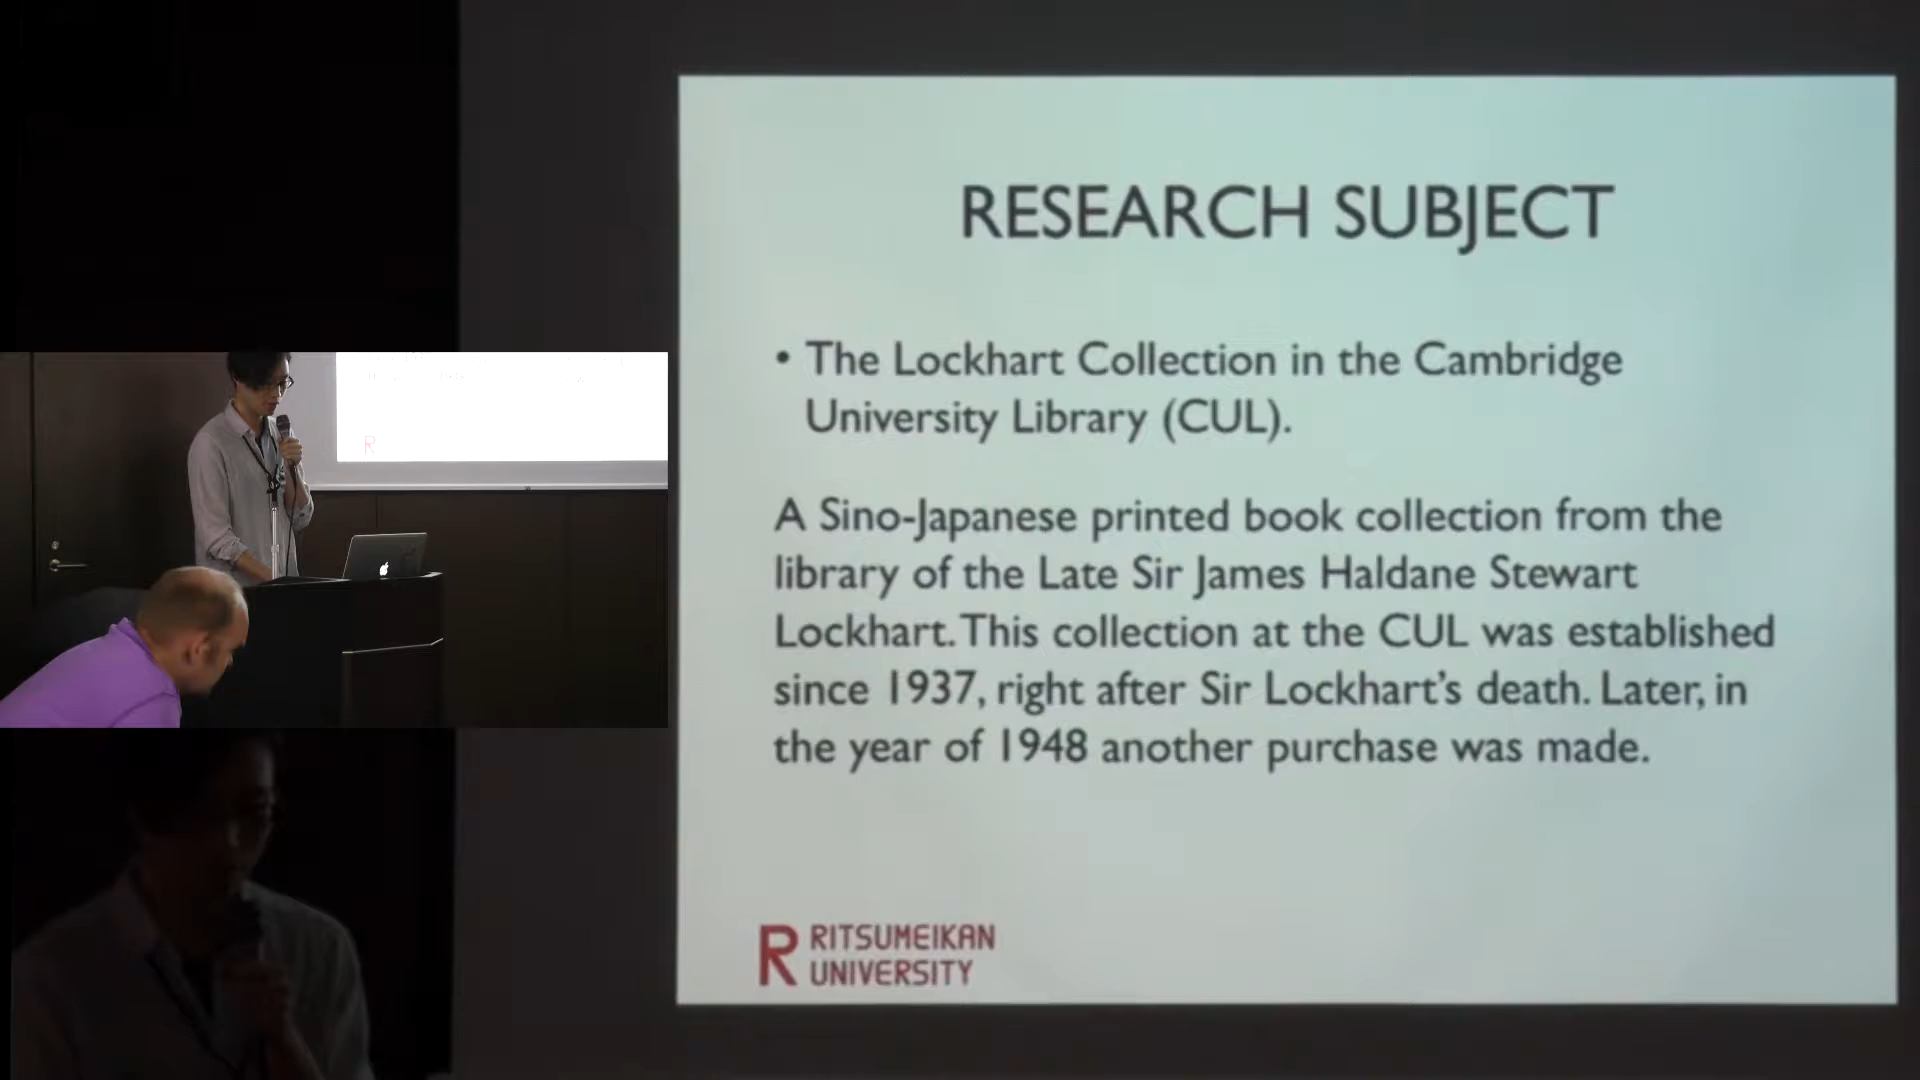 RESEARCH SUBJECT
• The Lockhart Collection in the Cambridge
University Library (CUL).
A Sino-Japanese printed book collection from the
library of the Late Sir James Haldane Stewart
Lockhart. This collection at the CUL was established
since 1937, right after Sir Lockhart's death. Later, in
the year of 1948 another purchase was made.
R RITSUMEIKAN
UNIVERSITY
R